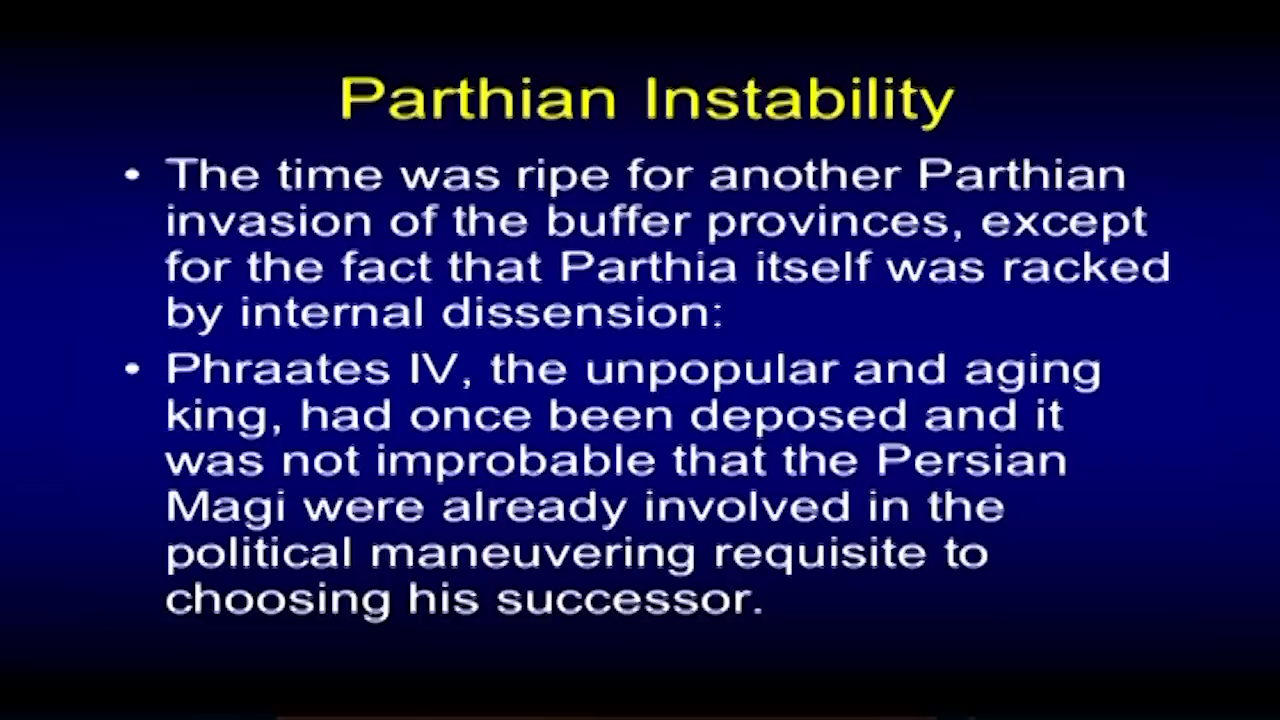 Parthian Instability
• The time was ripe for another Parthian
invasion of the buffer provinces, except
for the fact that Parthia itself was racked
by internal dissension:
• Phraates IV, the unpopular and aging
king, had once been deposed and it
was not improbable that the Persian
Magi were already involved in the
political maneuvering requisite to
choosing his successor.